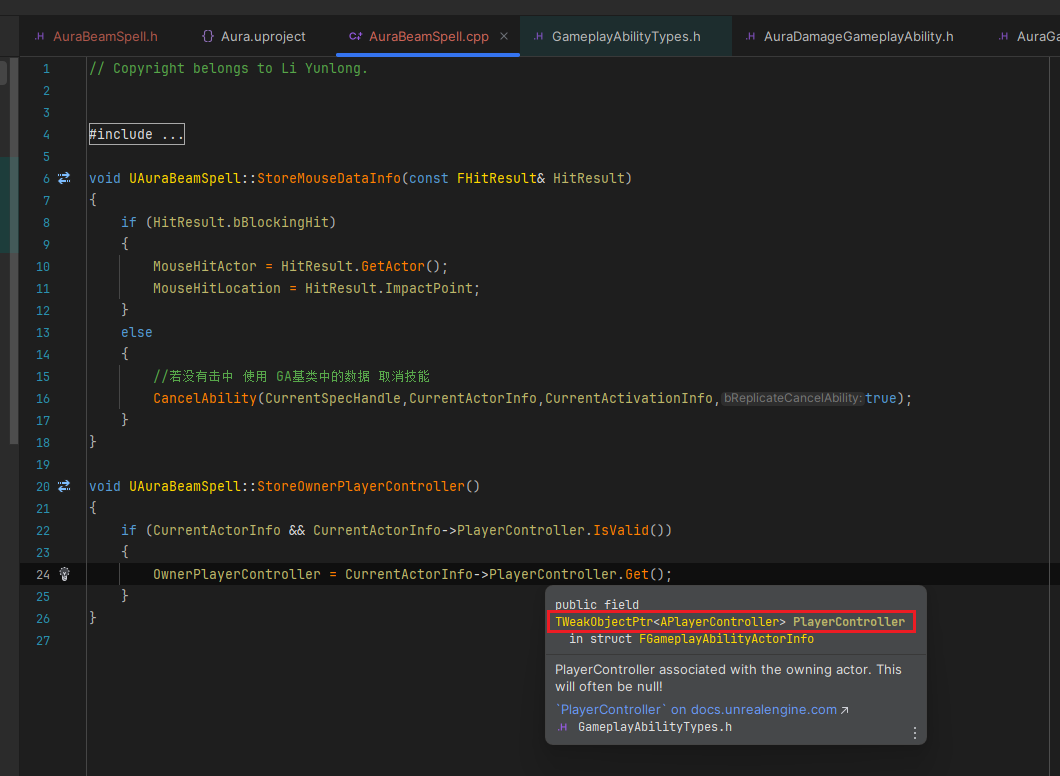 AuraBeamSpell.h Aura.uproject AuraBeamSpell.cpp GameplayAbilityTypes.h AuraDamageGameplayAbility.h AuraGa
1 // Copyright belongs to Li Yunlong.
2
3
4 #include ...
5
6 void UAuraBeamSpell::StoreMouseDataInfo(const FHitResult& HitResult)
7 {
8 if (HitResult.bBlockingHit)
9 {
10 MouseHitActor = HitResult.GetActor();
11 MouseHitLocation = HitResult.ImpactPoint;
12 }
13 else
14 {
15 //若没有击中 使用 GA基类中的数据 取消技能
16 CancelAbility(CurrentSpecHandle,CurrentActorInfo,CurrentActivationInfo, bReplicateCancelAbility: true);
17 }
18 }
19
20 void UAuraBeamSpell::StoreOwnerPlayerController()
21 {
22 if (CurrentActorInfo && CurrentActorInfo->PlayerController.IsValid())
23 {
24 OwnerPlayerController = CurrentActorInfo->PlayerController.Get();
25 }
26 }
27
public field
TWeakObjectPtr<APlayerController> PlayerController
in struct FGameplayAbilityActorInfo
PlayerController associated with the owning actor. This
will often be null!
`PlayerController` on docs.unrealengine.com
.H GameplayAbilityTypes.h